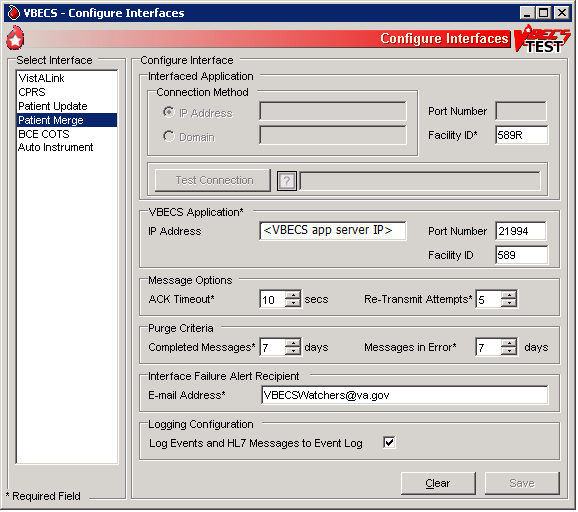 VBECS - Configure Interfaces
Configure Interfaces
VBECS
TEST
Select Interface
VistALink
CPRS
Patient Update
Patient Merge
BCE COTS
Auto Instrument
* Required Field
Configure Interface
Interfaced Application
Connection Method
IP Address
Domain
Port Number
Facility ID* 589R
Test Connection ?
VBECS Application*
IP Address <VBECS app server IP> Port Number 21994
Facility ID 589
Message Options
ACK Timeout* 10 secs Re-Transmit Attempts* 5
Purge Criteria
Completed Messages* 7 days Messages in Error* 7 days
Interface Failure Alert Recipient
E-mail Address* VBECSWatchers@va.gov
Logging Configuration
Log Events and HL7 Messages to Event Log
Clear Save